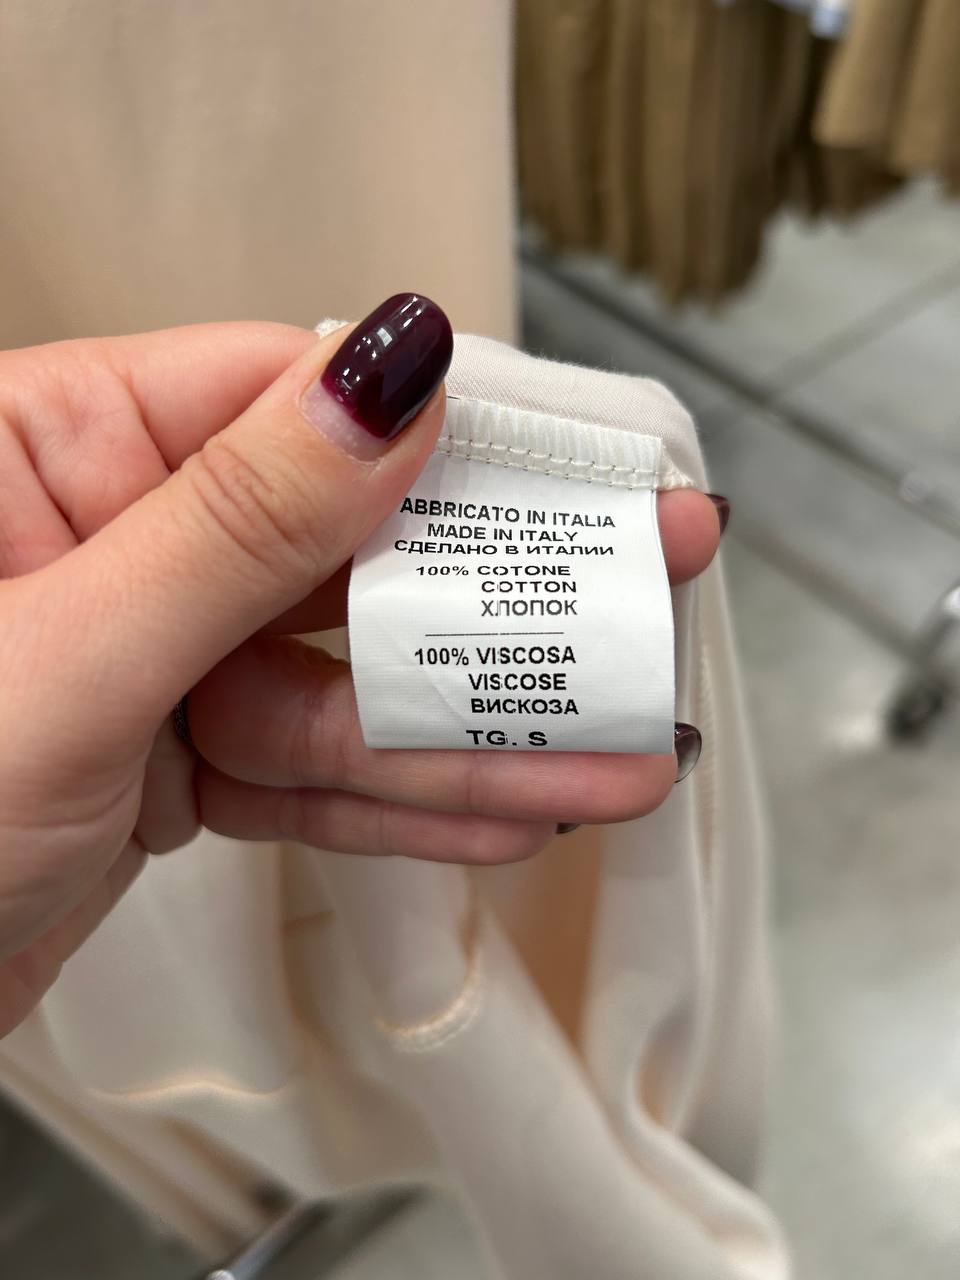 ABBRICATO IN ITALIA
MADE IN ITALY
СДЕЛАНО В ИТАЛИИ
100% COTONE
COTTON
ХЛОПОК
100% VISCOSA
VISCOSE
ВИСКОЗА
TG. S